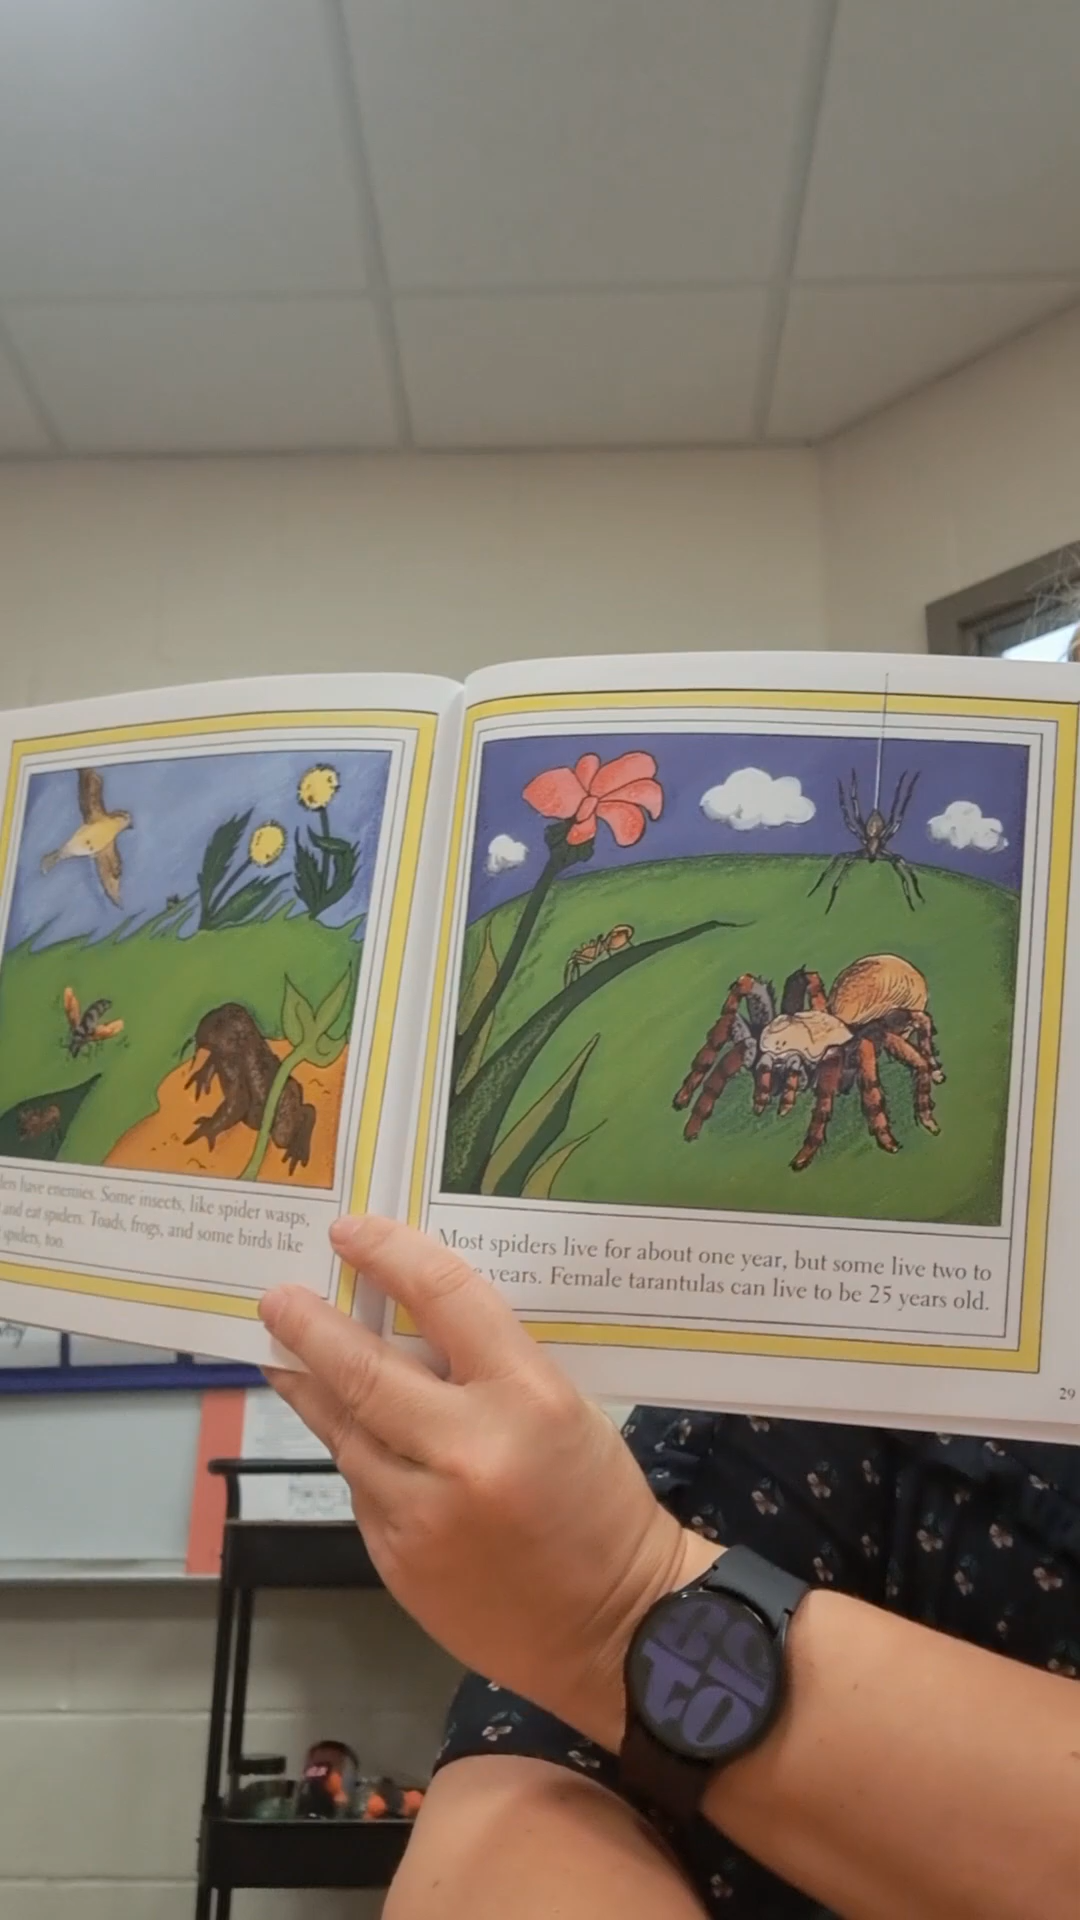 have enemies. Some insects, like spider wasps,
and eat spiders. Toads, frogs, and some birds like
spiders, too.
Most spiders live for about one year, but some live two to
years. Female tarantulas can live to be 25 years old.
29